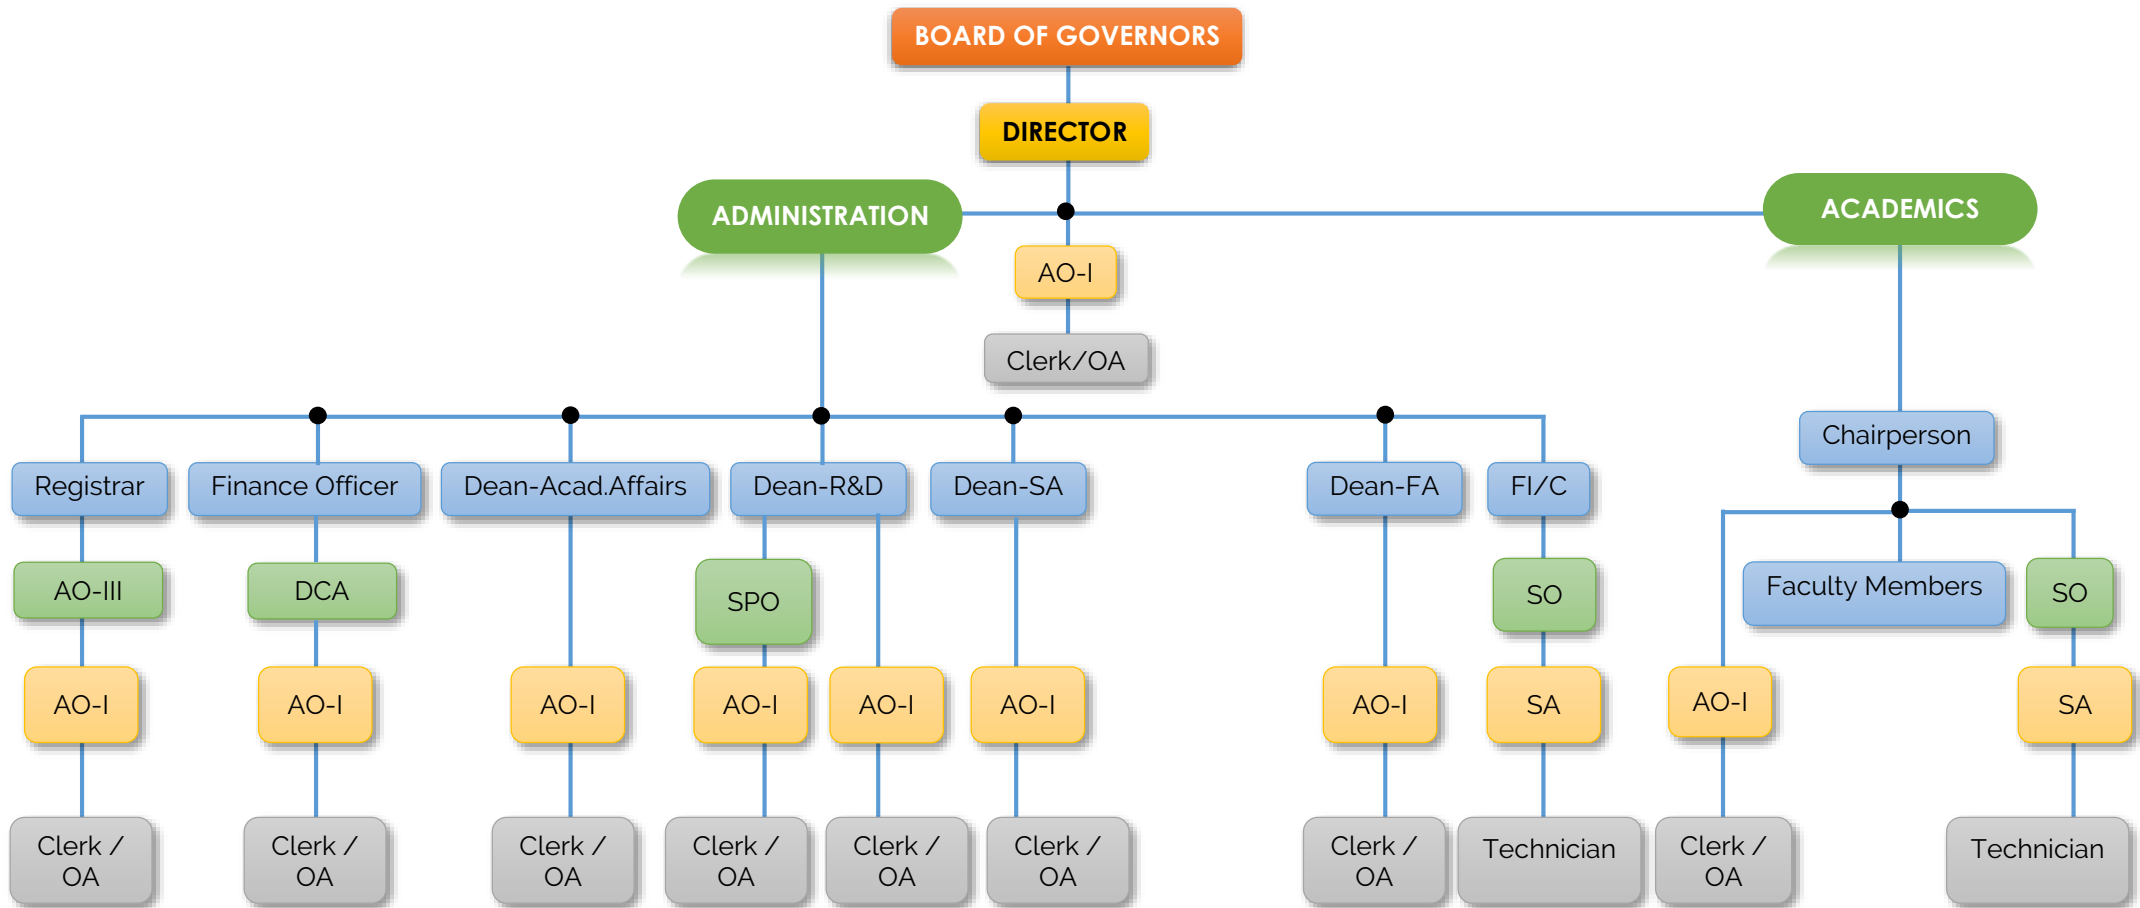 BOARD OF GOVERNORS
DIRECTOR
ADMINISTRATION
ACADEMICS
AO-I
Clerk/OA
Chairperson
Registrar
Finance Officer
Dean-Acad.Affairs
Dean-R&D
Dean-SA
Dean-FA
FI/C
Faculty Members
AO-III
DCA
SPO
SO
SO
AO-I
AO-I
AO-I
AO-I
AO-I
AO-I
AO-I
SA
AO-I
SA
Clerk /
OA
Clerk /
OA
Clerk /
OA
Clerk /
OA
Clerk /
OA
Clerk /
OA
Clerk /
OA
Technician
Clerk /
OA
Technician